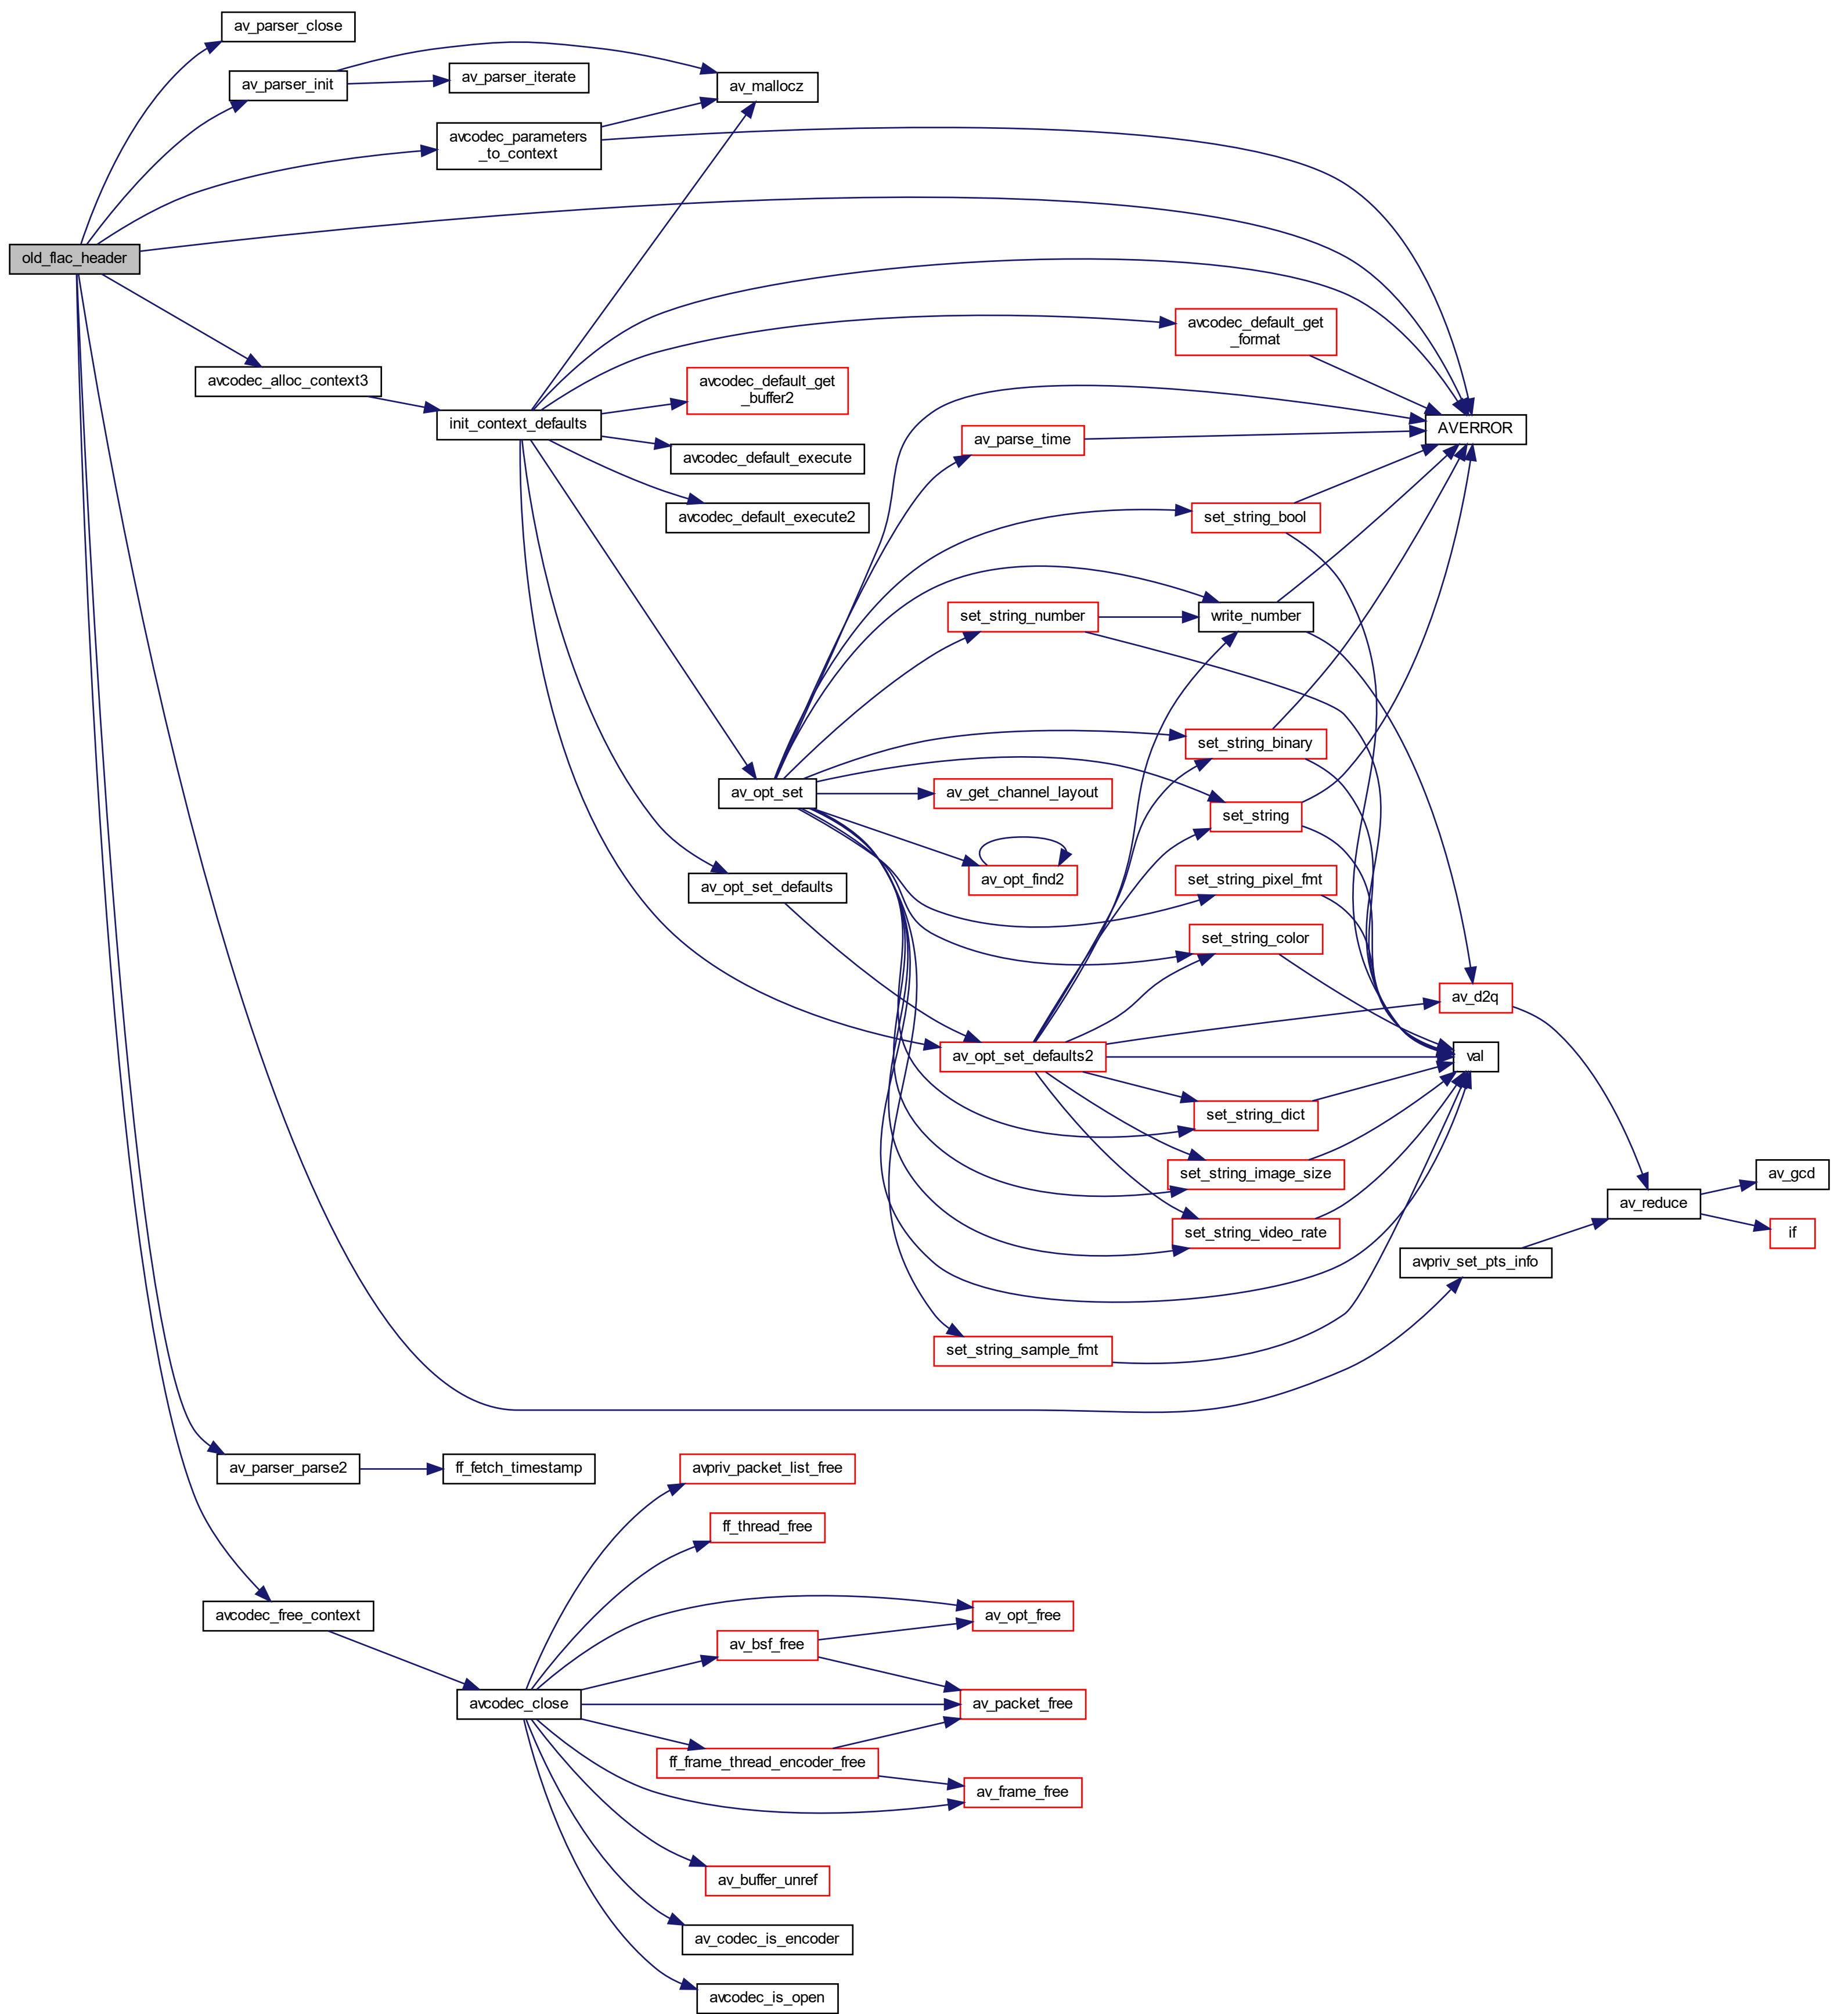 av_parser_close
av_parser_init
av_parser_iterate
av_mallocz
avcodec_parameters
_to_context
old_flac_header
avcodec_default_get
_format
avcodec_alloc_context3
avcodec_default_get
_buffer2
init_context_defaults
AVERROR
av_parse_time
avcodec_default_execute
avcodec_default_execute2
set_string_bool
set_string_number
write_number
set_string_binary
av_opt_set
av_get_channel_layout
set_string
av_opt_set_defaults
av_opt_find2
set_string_pixel_fmt
set_string_color
av_d2q
av_opt_set_defaults2
val
set_string_dict
set_string_image_size
av_gcd
av_reduce
set_string_video_rate
if
avpriv_set_pts_info
set_string_sample_fmt
av_parser_parse2
ff_fetch_timestamp
avpriv_packet_list_free
ff_thread_free
avcodec_free_context
av_opt_free
av_bsf_free
avcodec_close
av_packet_free
ff_frame_thread_encoder_free
av_frame_free
av_buffer_unref
av_codec_is_encoder
avcodec_is_open